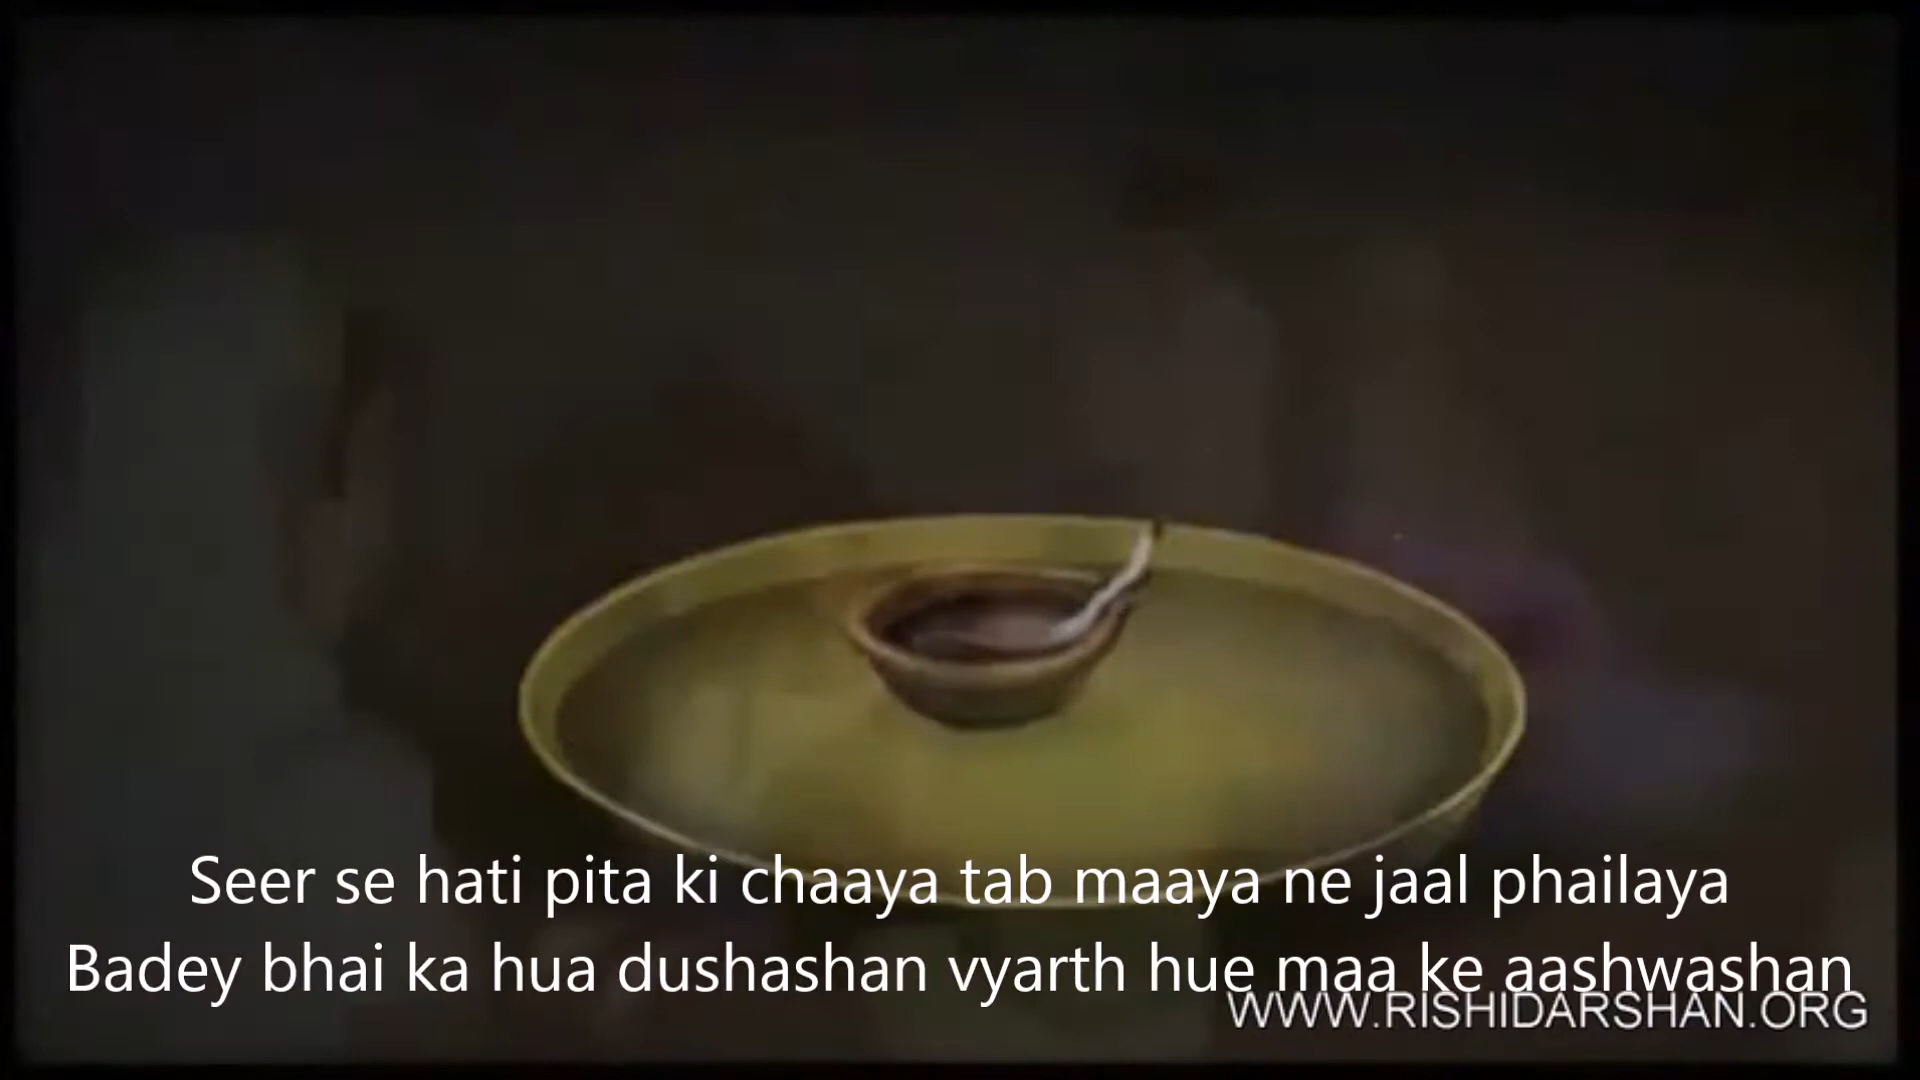 Seer se hati pita ki chaaya tab maaya ne jaal phailaya
Badey bhai ka hua dushashan vyarth hue maa ke aashwashan
WWW.RISHIDARSHAN.ORG